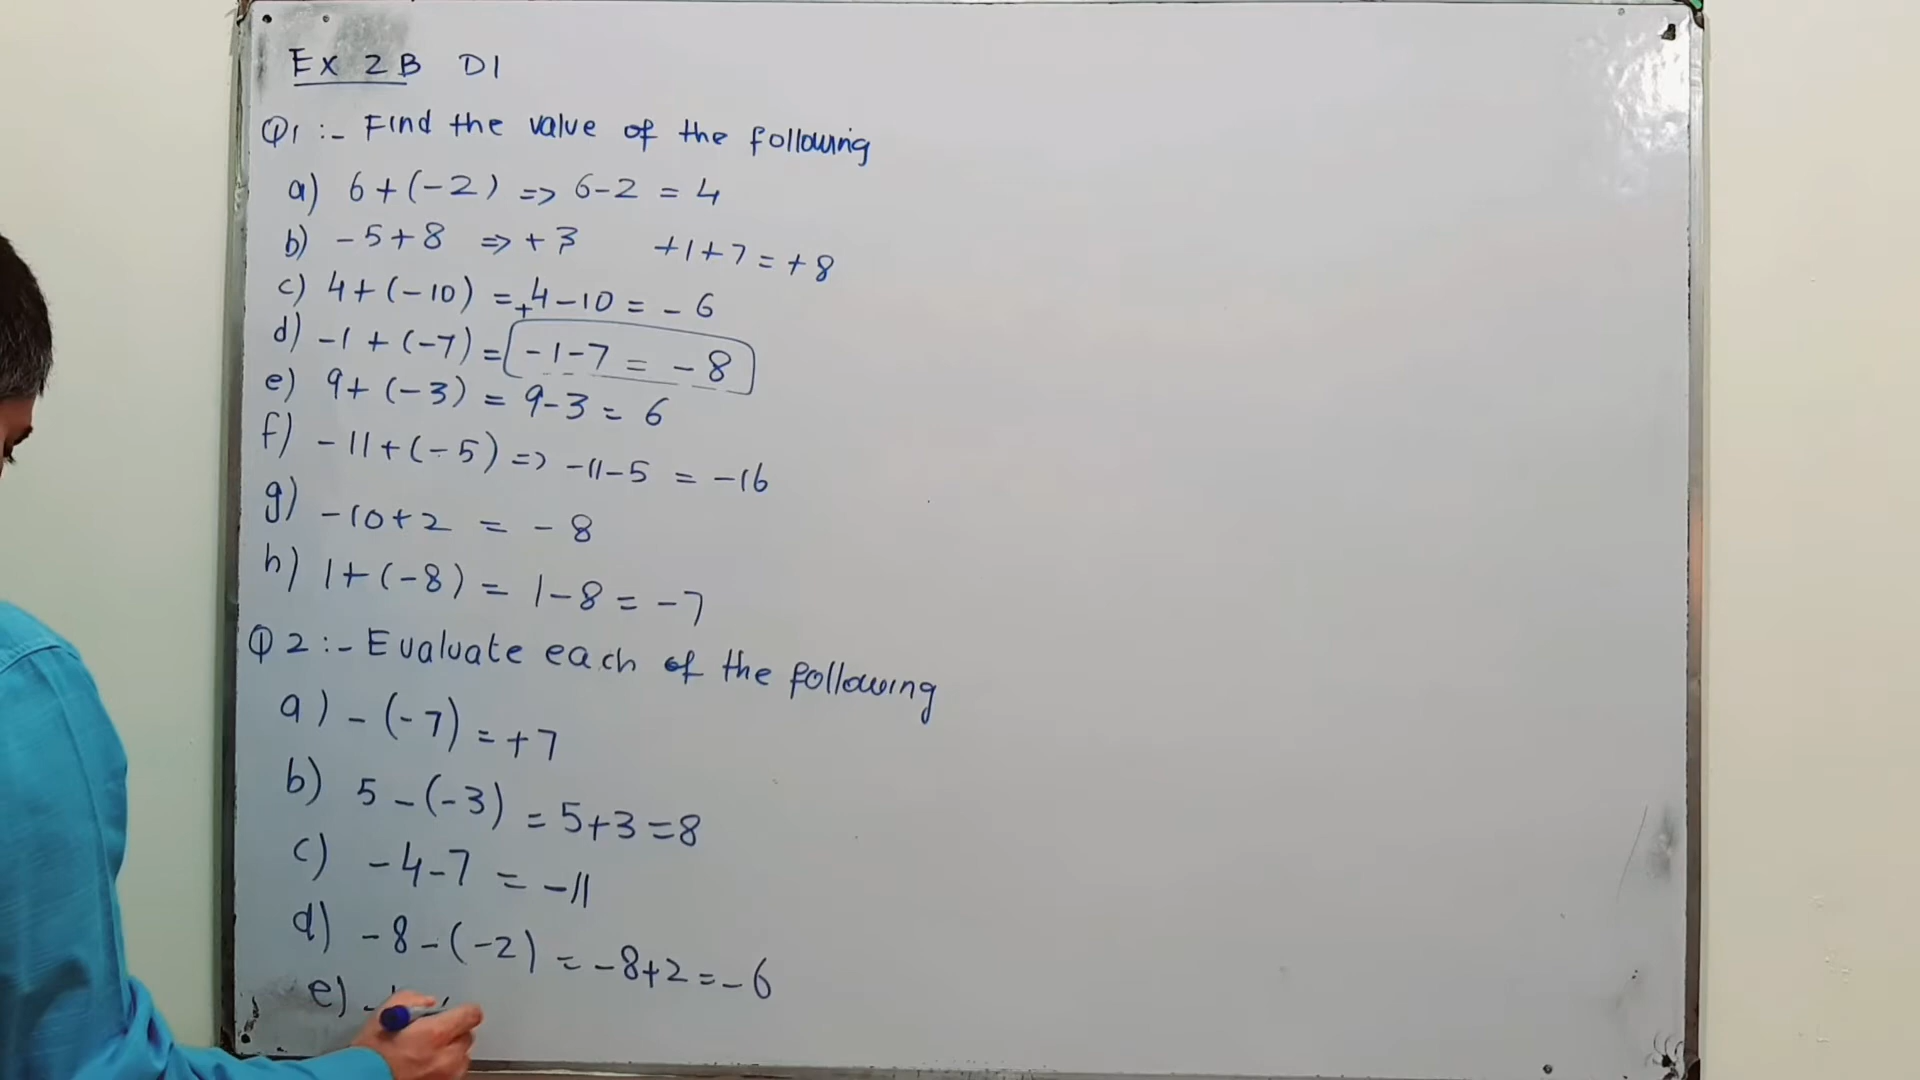 Ex 2B D1
Q1 :- Find the value of the following
a) 6+(-2) => 6-2 = 4
b) -5+8 => +3 +1+7 = +8
c) 4+(-10) = +4-10 = -6
d) -1+(-7) = -1-7 = -8
e) 9+(-3) = 9-3 = 6
f) -11+(-5) => -11-5 = -16
g) -10+2 = -8
h) 1+(-8) = 1-8 = -7
Q2 :- Evaluate each of the following
a) -(-7) = +7
b) 5-(-3) = 5+3 = 8
c) -4-7 = -11
d) -8-(-2) = -8+2 = -6
e) -